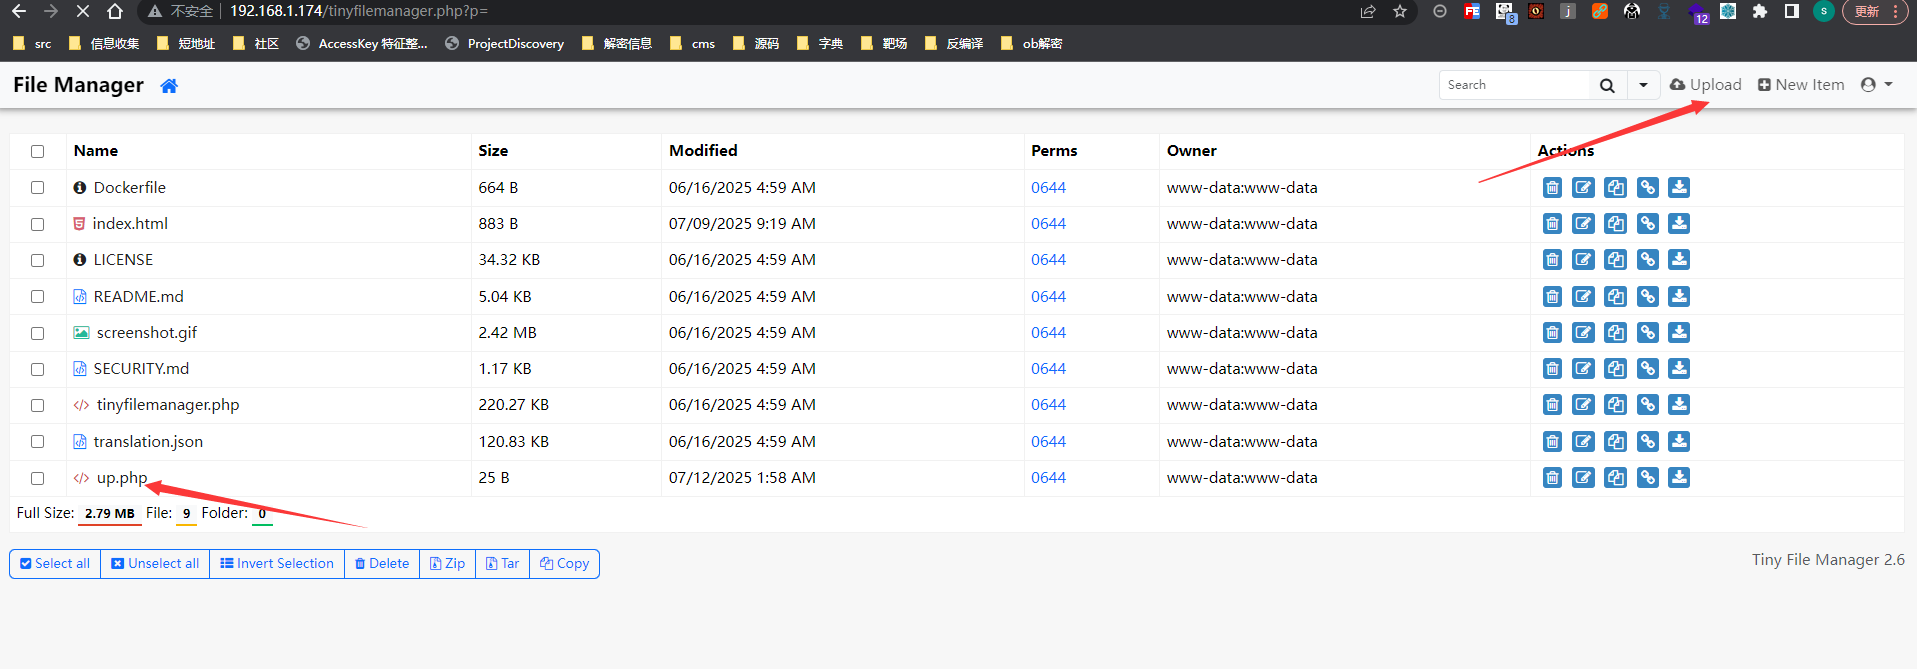 不安全 192.168.1.174/tinyfilemanager.php?p=
8 12 s 更新
src 信息收集 短地址 社区 AccessKey 特征整... ProjectDiscovery 解密信息 cms 源码 字典 靶场 反编译 ob解密
File Manager Search Upload New Item
Name Size Modified Perms Owner Actions
Dockerfile 664 B 06/16/2025 4:59 AM 0644 www-data:www-data
index.html 883 B 07/09/2025 9:19 AM 0644 www-data:www-data
LICENSE 34.32 KB 06/16/2025 4:59 AM 0644 www-data:www-data
README.md 5.04 KB 06/16/2025 4:59 AM 0644 www-data:www-data
screenshot.gif 2.42 MB 06/16/2025 4:59 AM 0644 www-data:www-data
SECURITY.md 1.17 KB 06/16/2025 4:59 AM 0644 www-data:www-data
tinyfilemanager.php 220.27 KB 06/16/2025 4:59 AM 0644 www-data:www-data
translation.json 120.83 KB 06/16/2025 4:59 AM 0644 www-data:www-data
up.php 25 B 07/12/2025 1:58 AM 0644 www-data:www-data
Full Size: 2.79 MB File: 9 Folder: 0
Select all Unselect all Invert Selection Delete Zip Tar Copy
Tiny File Manager 2.6